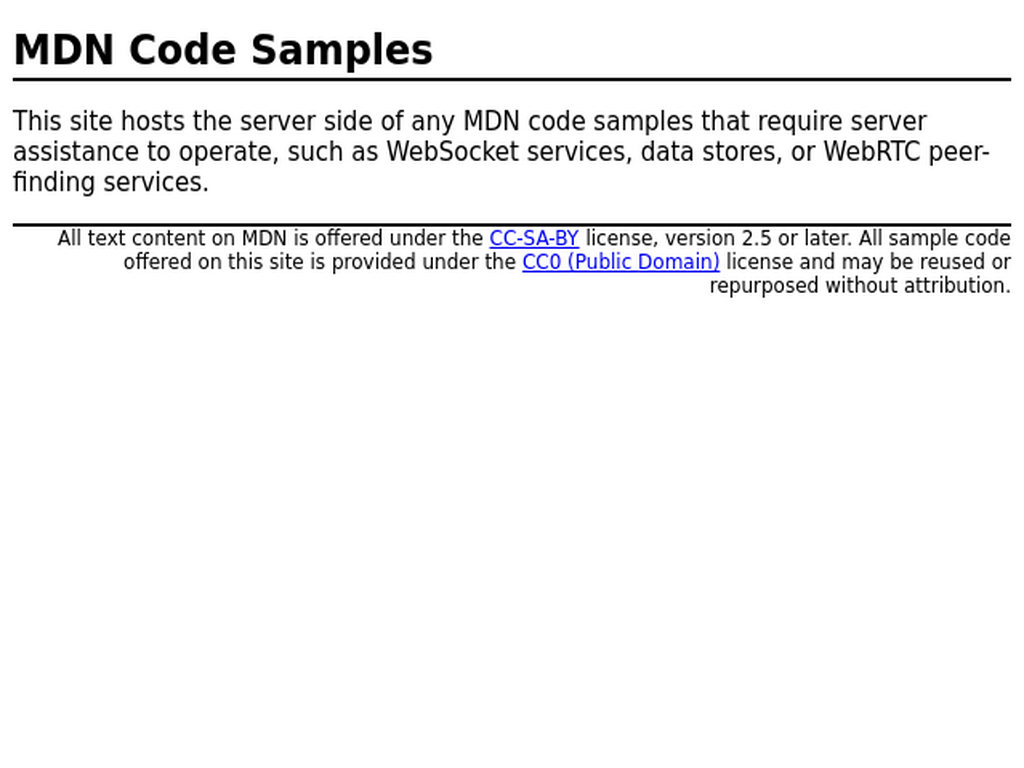 MDN Code Samples
This site hosts the server side of any MDN code samples that require server
assistance to operate, such as WebSocket services, data stores, or WebRTC peer-
finding services.
All text content on MDN is offered under the CC-SA-BY license, version 2.5 or later. All sample code
offered on this site is provided under the CC0 (Public Domain) license and may be reused or
repurposed without attribution.